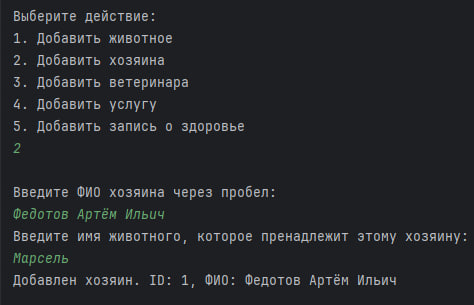 Выберите действие:
1. Добавить животное
2. Добавить хозяина
3. Добавить ветеринара
4. Добавить услугу
5. Добавить запись о здоровье
2
Введите ФИО хозяина через пробел:
Федотов Артём Ильич
Введите имя животного, которое пренадлежит этому хозяину:
Марсель
Добавлен хозяин. ID: 1, ФИО: Федотов Артём Ильич